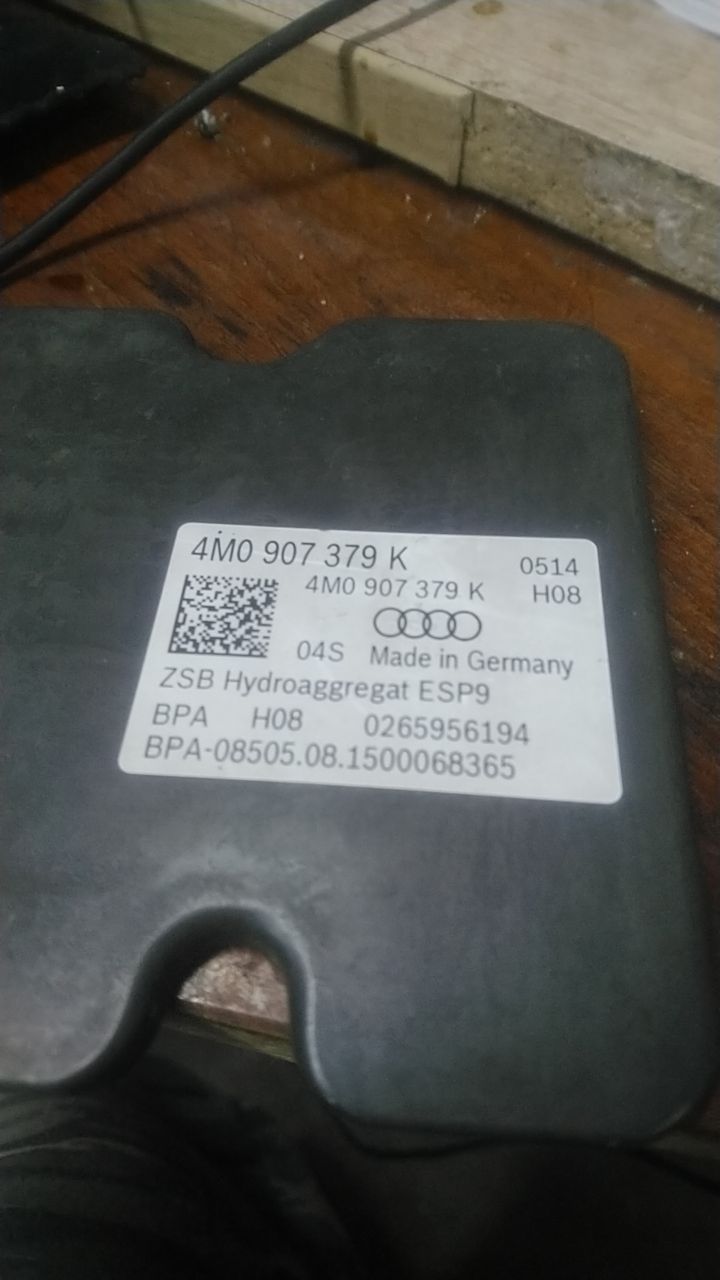 4M0 907 379 K 0514
4M0 907 379 K H08
04S Made in Germany
ZSB Hydroaggregat ESP9
BPA H08 0265956194
BPA-08505.08.1500068365